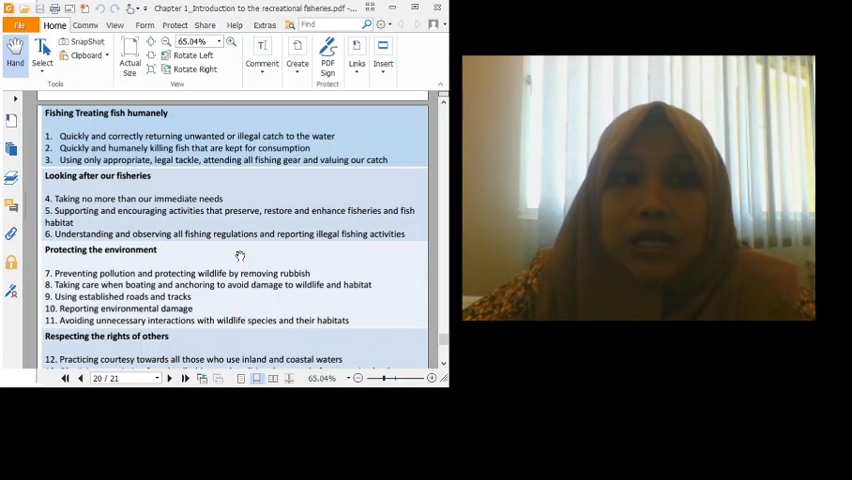 Chapter 1_Introduction to the recreational fisheries.pdf -
File Home Comm View Form Protect Share Help Extras Find
Hand Select SnapShot Clipboard Actual Size 65.04% Rotate Left Rotate Right Comment Create PDF Sign Links Insert
Tools View Protect
Fishing Treating fish humanely
1. Quickly and correctly returning unwanted or illegal catch to the water
2. Quickly and humanely killing fish that are kept for consumption
3. Using only appropriate, legal tackle, attending all fishing gear and valuing our catch
Looking after our fisheries
4. Taking no more than our immediate needs
5. Supporting and encouraging activities that preserve, restore and enhance fisheries and fish
habitat
6. Understanding and observing all fishing regulations and reporting illegal fishing activities
Protecting the environment
7. Preventing pollution and protecting wildlife by removing rubbish
8. Taking care when boating and anchoring to avoid damage to wildlife and habitat
9. Using established roads and tracks
10. Reporting environmental damage
11. Avoiding unnecessary interactions with wildlife species and their habitats
Respecting the rights of others
12. Practicing courtesy towards all those who use inland and coastal waters
20 / 21 65.04%